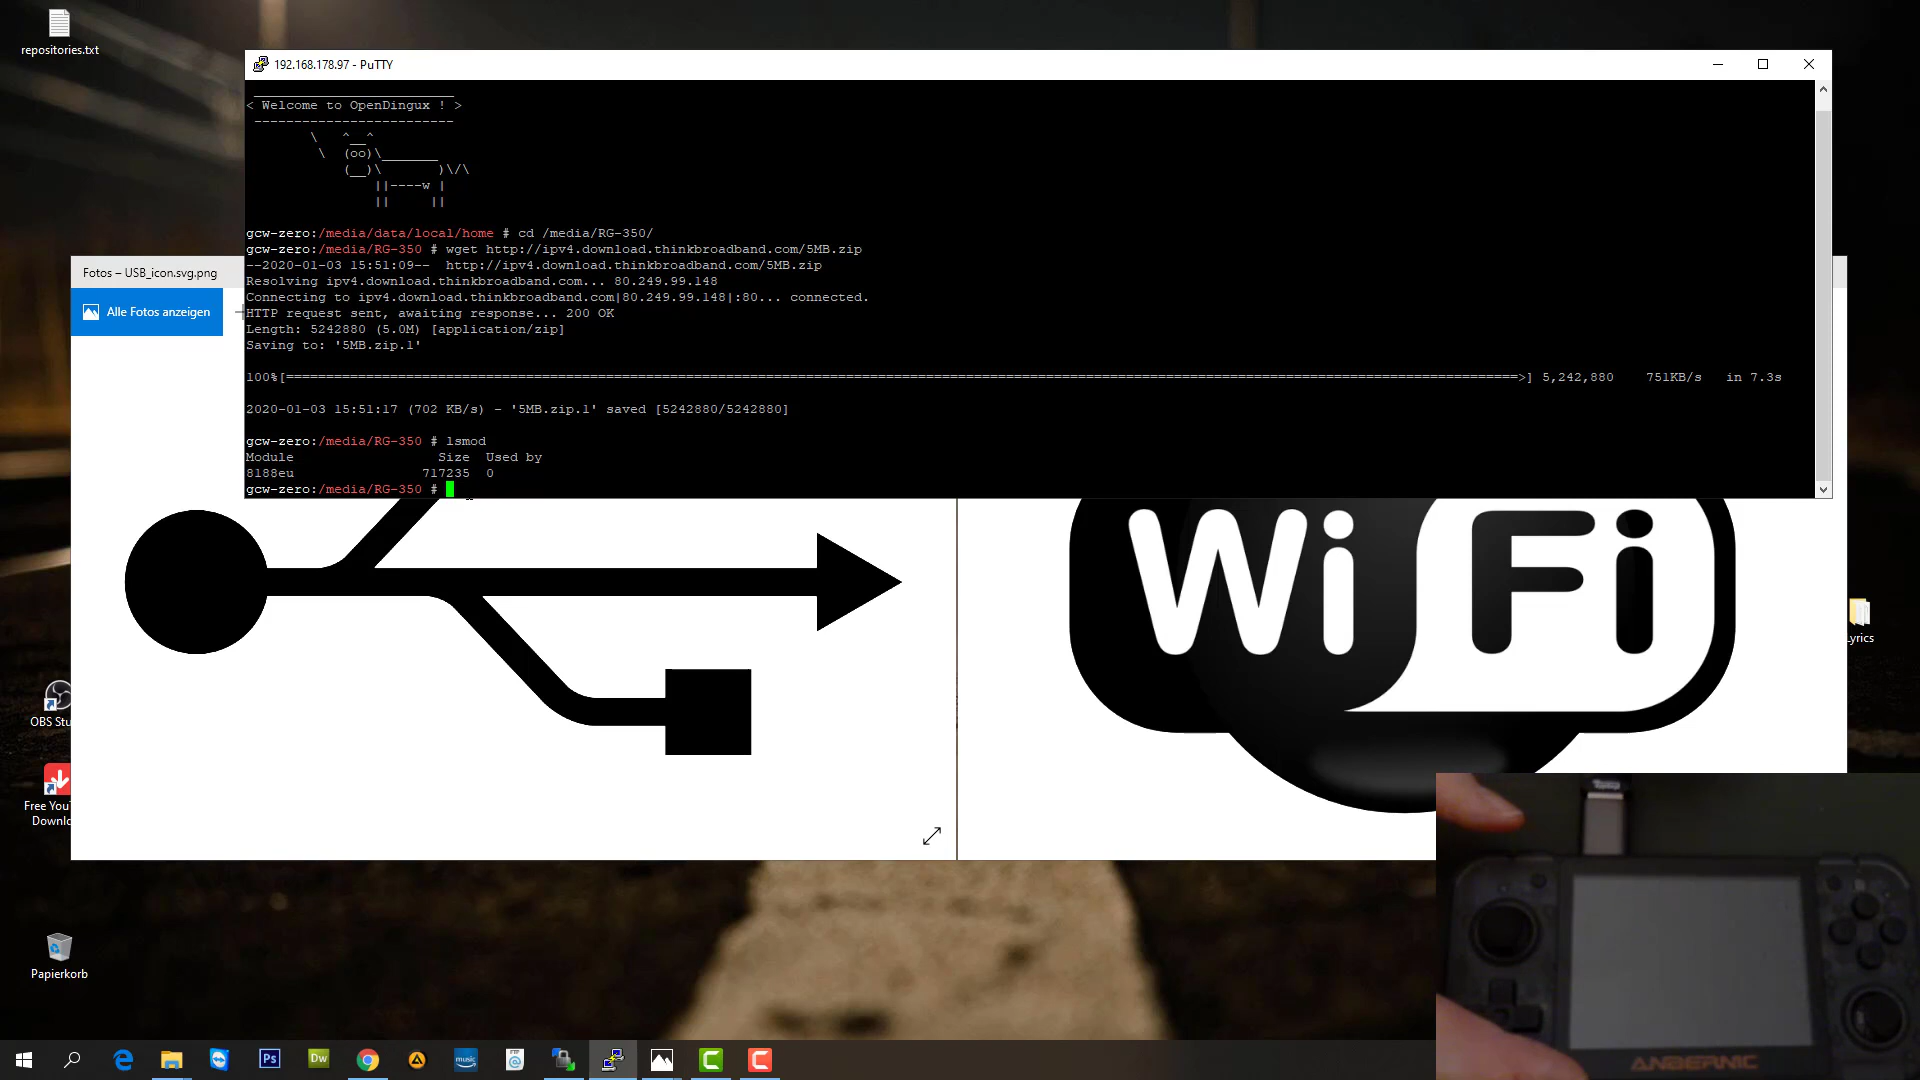 repositories.txt
192.168.178.97 - PuTTY
< Welcome to OpenDingux ! >
gcw-zero:/media/data/local/home # cd /media/RG-350/
gcw-zero:/media/RG-350 # wget http://ipv4.download.thinkbroadband.com/5MB.zip
--2020-01-03 15:51:09--  http://ipv4.download.thinkbroadband.com/5MB.zip
Resolving ipv4.download.thinkbroadband.com... 80.249.99.148
Connecting to ipv4.download.thinkbroadband.com|80.249.99.148|:80... connected.
HTTP request sent, awaiting response... 200 OK
Length: 5242880 (5.0M) [application/zip]
Saving to: '5MB.zip.1'
100%[==================================================>] 5,242,880 751KB/s in 7.3s
2020-01-03 15:51:17 (702 KB/s) - '5MB.zip.1' saved [5242880/5242880]
gcw-zero:/media/RG-350 # lsmod
Module Size Used by
8188eu 717235 0
gcw-zero:/media/RG-350 #
Fotos – USB_icon.svg.png
Alle Fotos anzeigen
Wi Fi
Lyrics
OBS Stu
Free You
Downlo
Papierkorb
ANBERNIC
Ps
Dw
music
FTP